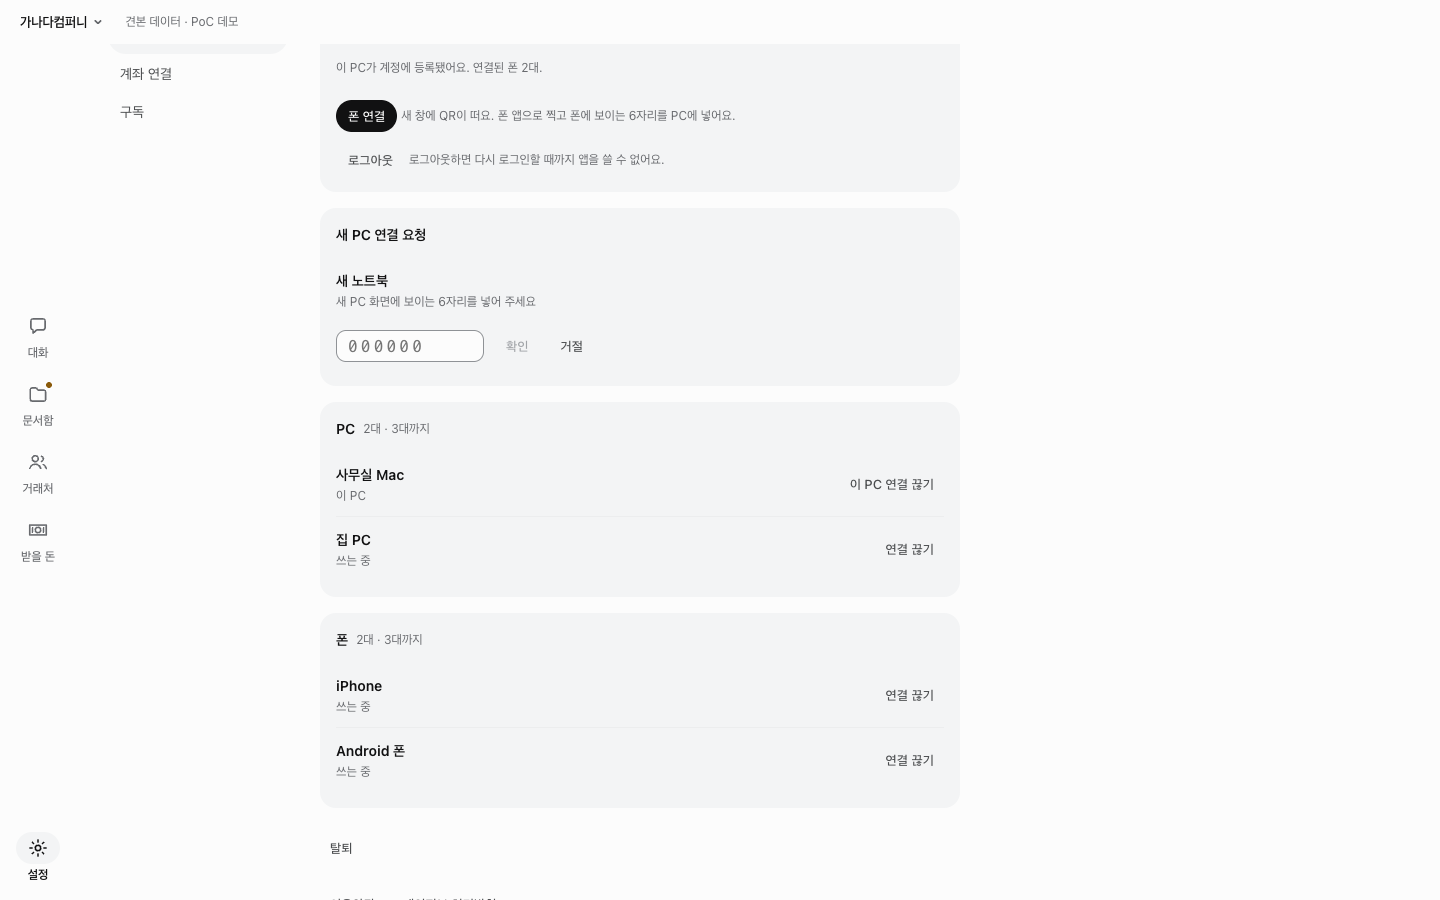 가나다컴퍼니
견본 데이터 · PoC 데모
계좌 연결
구독
이 PC가 계정에 등록됐어요. 연결된 폰 2대.
폰 연결
새 창에 QR이 떠요. 폰 앱으로 찍고 폰에 보이는 6자리를 PC에 넣어요.
로그아웃
로그아웃하면 다시 로그인할 때까지 앱을 쓸 수 없어요.
새 PC 연결 요청
새 노트북
새 PC 화면에 보이는 6자리를 넣어 주세요
000000
확인
거절
PC 2대 · 3대까지
사무실 Mac
이 PC
이 PC 연결 끊기
집 PC
쓰는 중
연결 끊기
폰 2대 · 3대까지
iPhone
쓰는 중
연결 끊기
Android 폰
쓰는 중
연결 끊기
탈퇴
대화
문서함
거래처
받을 돈
설정